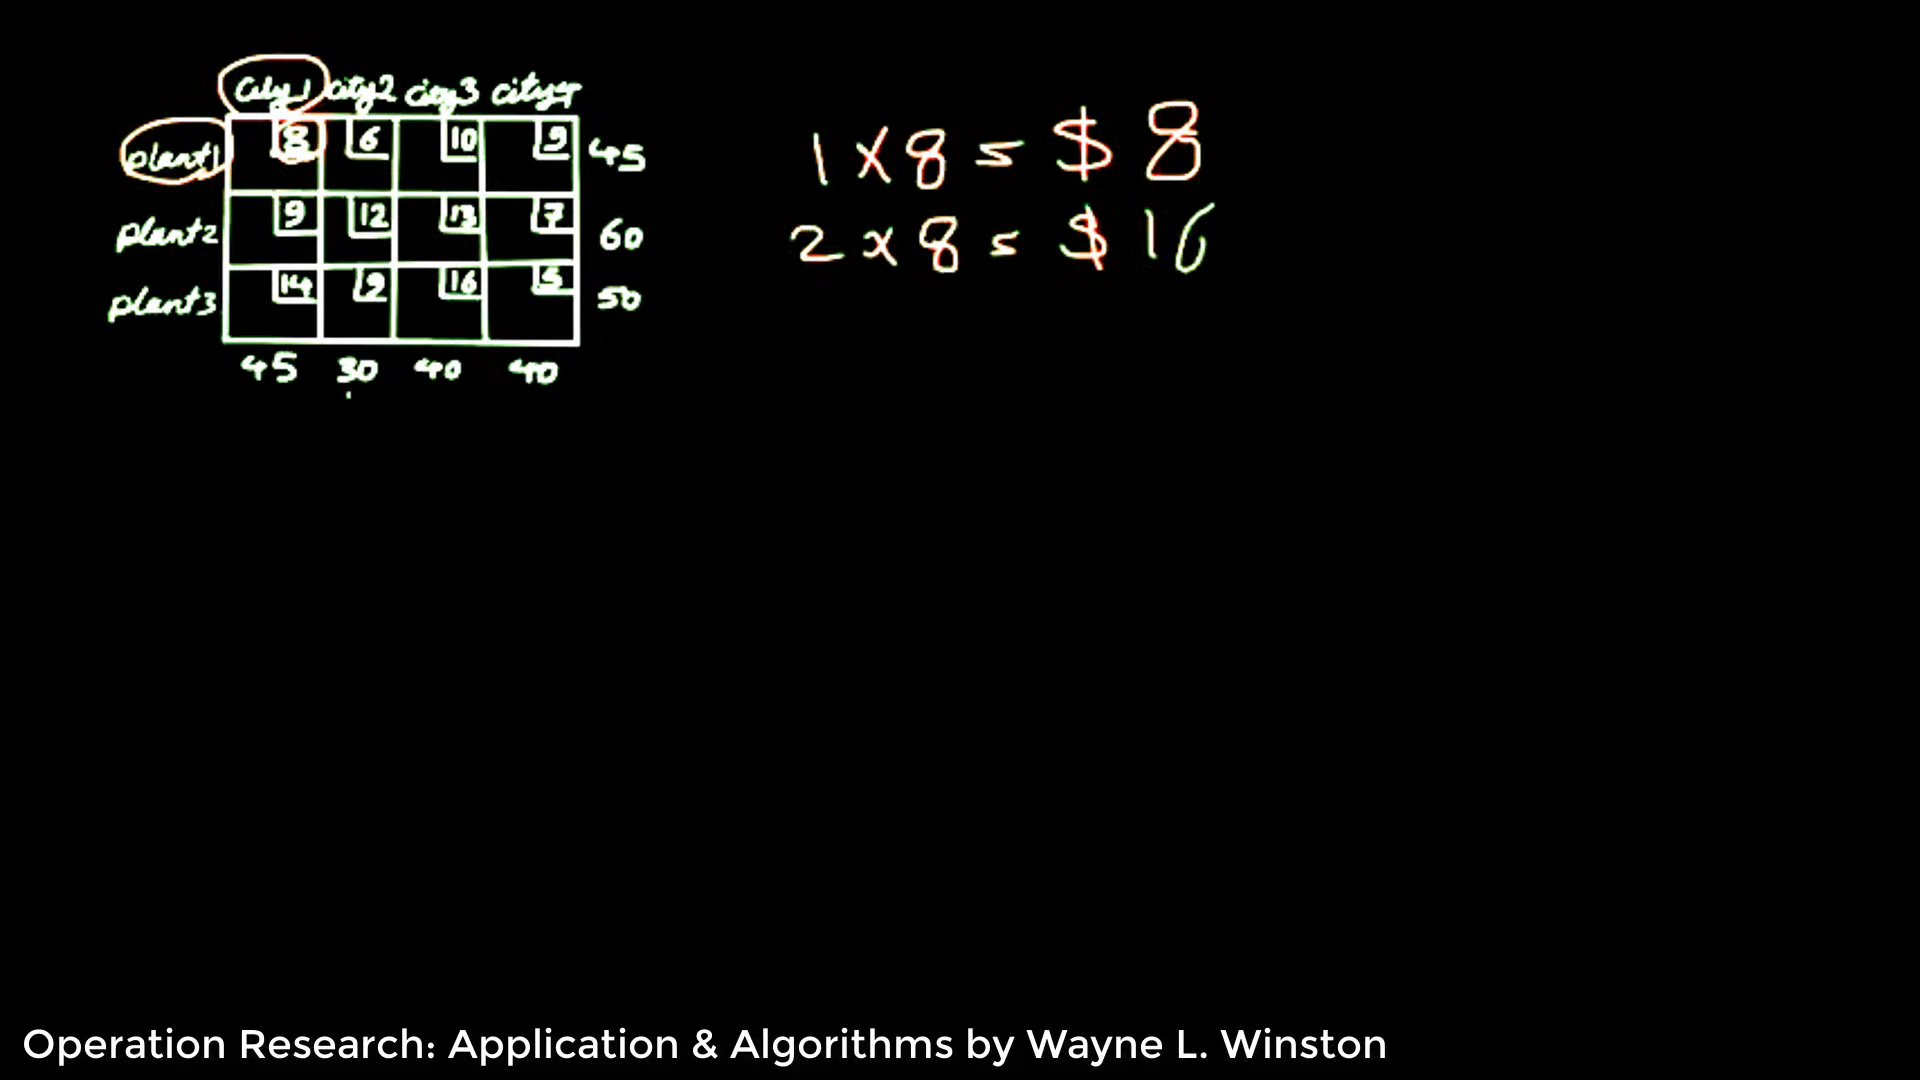 city1 city2 city3 city4
plant1 8 6 10 9 45
plant2 9 12 13 7 60
plant3 14 9 16 5 50
45 30 40 40
1 x 8 = $ 8
2 x 8 = $ 16
Operation Research: Application & Algorithms by Wayne L. Winston